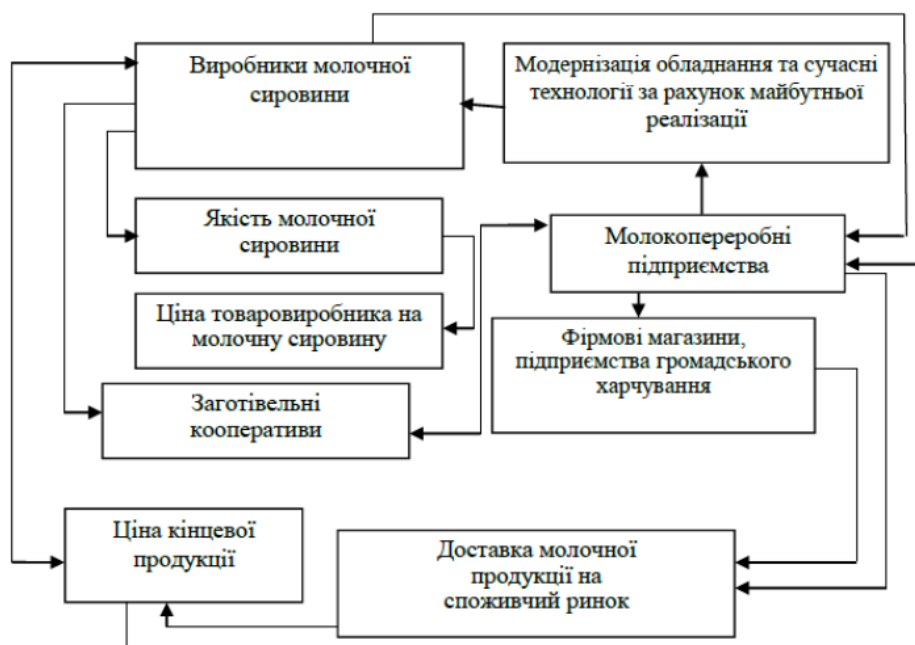 Виробники молочної
сировини
Модернізація обладнання та сучасні
технології за рахунок майбутньої
реалізації
Якість молочної
сировини
Молокопереробні
підприємства
Ціна товаровиробника на
молочну сировину
Фірмові магазини,
підприємства громадського
харчування
Заготівельні
кооперативи
Ціна кінцевої
продукції
Доставка молочної
продукції на
споживчий ринок